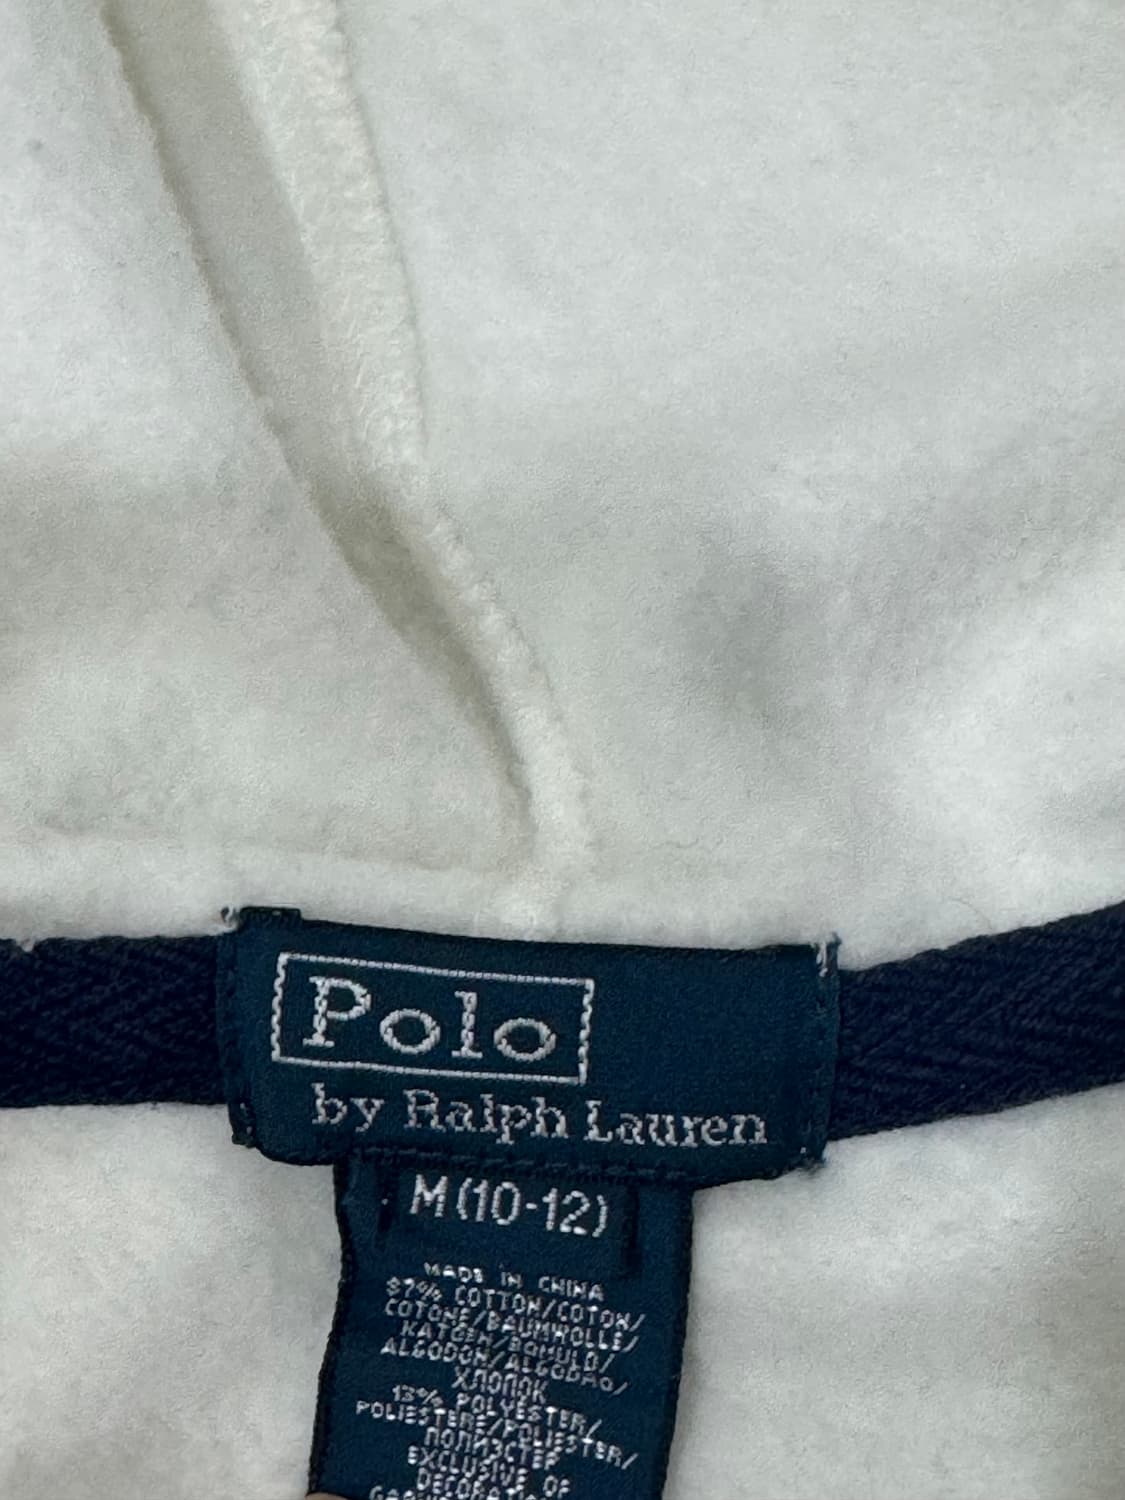 Polo
by Ralph Lauren
M (10-12)
MADE IN CHINA
87% COTTON/COTON/
COTONE/BAUMWOLLE/
KATOEN/BOMULD/
ALGODON/ALGODAO/
ХЛОПОК
13% POLYESTER/
POLIESTERE/POLIESTER/
ПОЛИЭСТЕР
EXCLUSIVE OF